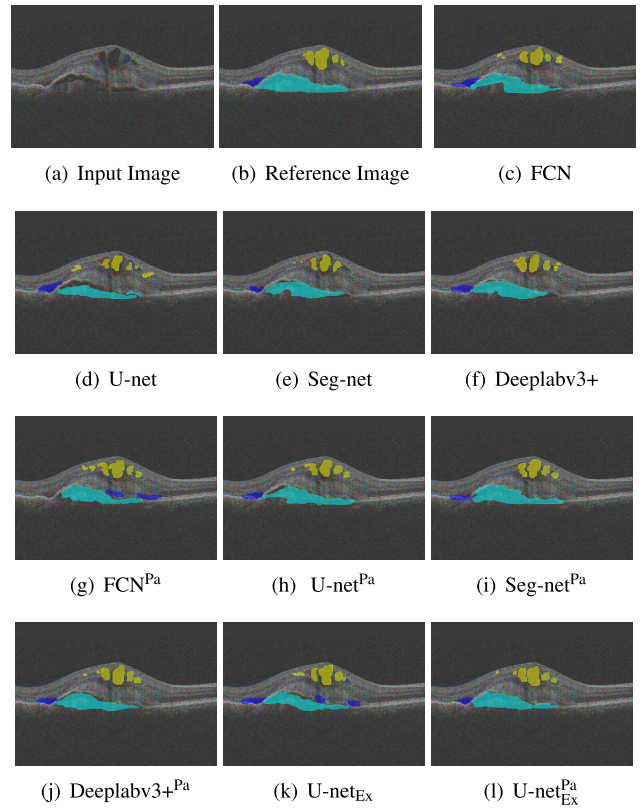 (a) Input Image (b) Reference Image (c) FCN
(d) U-net (e) Seg-net (f) Deeplabv3+
(g) FCN^Pa (h) U-net^Pa (i) Seg-net^Pa
(j) Deeplabv3+^Pa (k) U-net_Ex (l) U-net^Pa_Ex